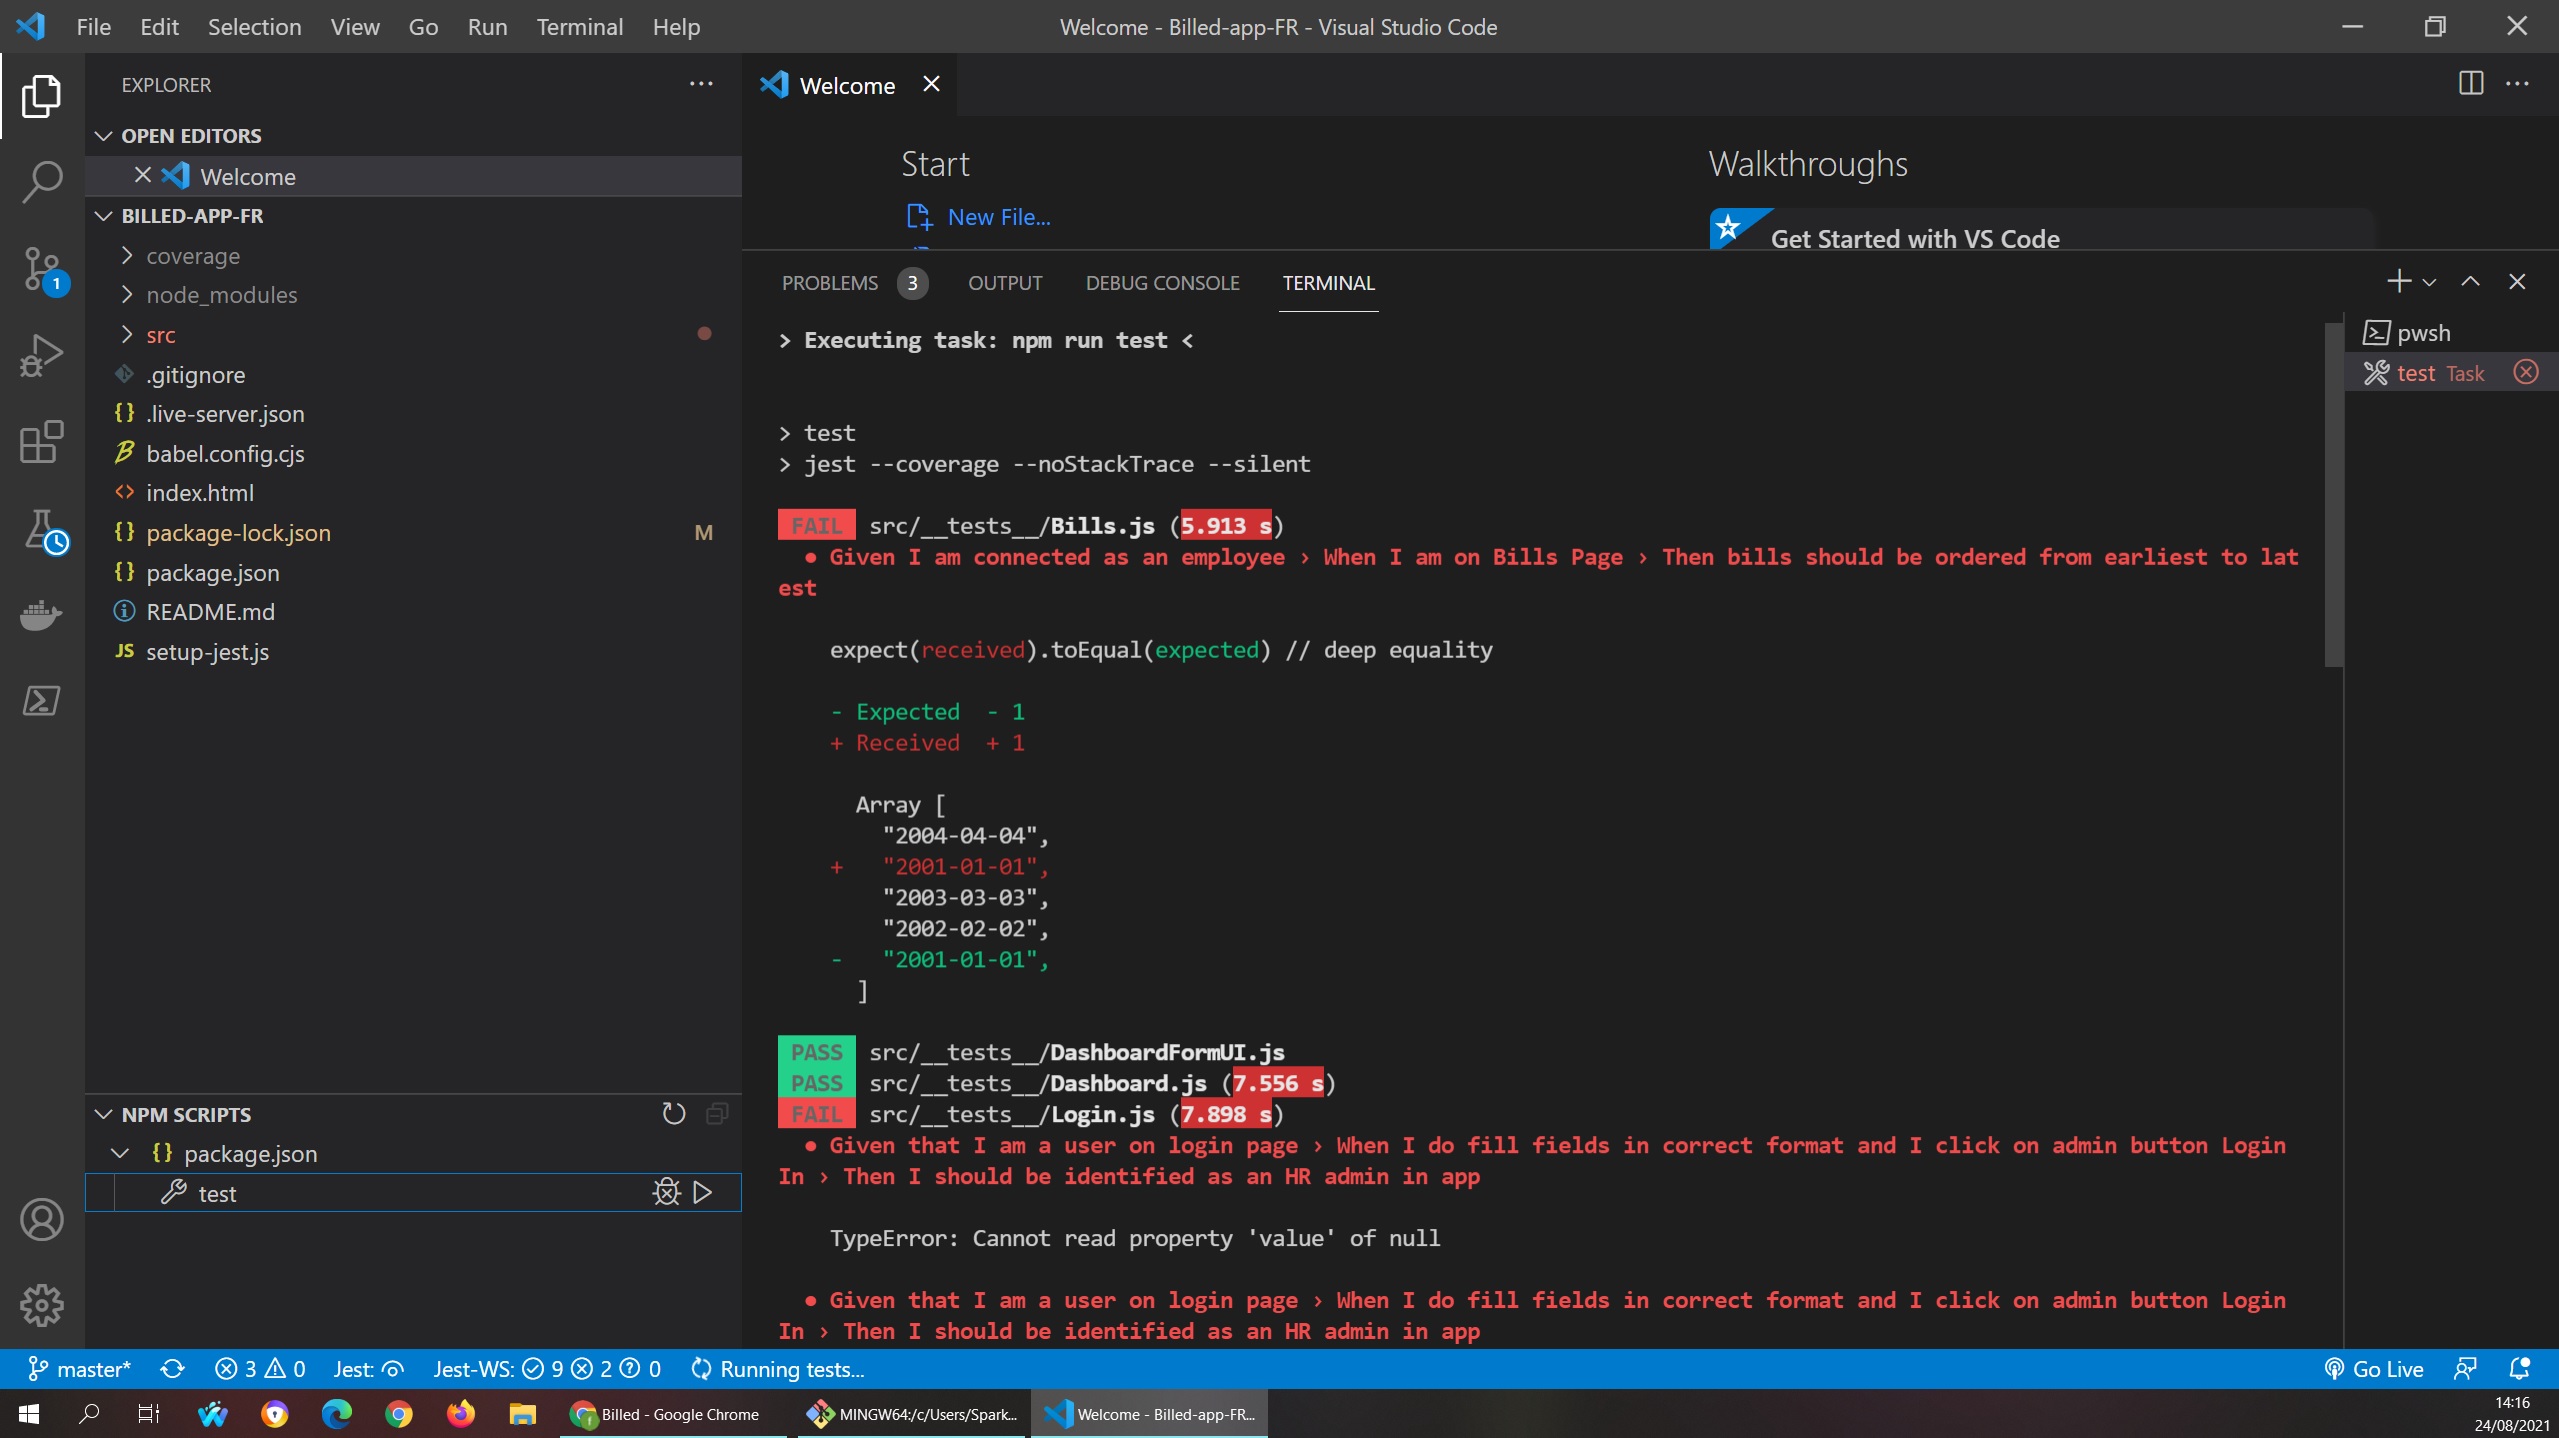 File Edit Selection View Go Run Terminal Help
Welcome - Billed-app-FR - Visual Studio Code
EXPLORER
OPEN EDITORS
Welcome
BILLED-APP-FR
coverage
node_modules
src
.gitignore
.live-server.json
babel.config.cjs
index.html
package-lock.json M
package.json
README.md
JS setup-jest.js
NPM SCRIPTS
package.json
test
1
Welcome
Start
New File...
Walkthroughs
Get Started with VS Code
PROBLEMS 3 OUTPUT DEBUG CONSOLE TERMINAL
pwsh
test Task
> Executing task: npm run test <
> test
> jest --coverage --noStackTrace --silent
FAIL src/__tests__/Bills.js (5.913 s)
● Given I am connected as an employee › When I am on Bills Page › Then bills should be ordered from earliest to lat
est
expect(received).toEqual(expected) // deep equality
- Expected - 1
+ Received + 1
Array [
"2004-04-04",
+ "2001-01-01",
"2003-03-03",
"2002-02-02",
- "2001-01-01",
]
PASS src/__tests__/DashboardFormUI.js
PASS src/__tests__/Dashboard.js (7.556 s)
FAIL src/__tests__/Login.js (7.898 s)
● Given that I am a user on login page › When I do fill fields in correct format and I click on admin button Login
In › Then I should be identified as an HR admin in app
TypeError: Cannot read property 'value' of null
● Given that I am a user on login page › When I do fill fields in correct format and I click on admin button Login
In › Then I should be identified as an HR admin in app
master* 3 0 Jest: Jest-WS: 9 2 0 Running tests... Go Live
Billed - Google Chrome MINGW64:/c/Users/Spark... Welcome - Billed-app-FR...
14:16
24/08/2021